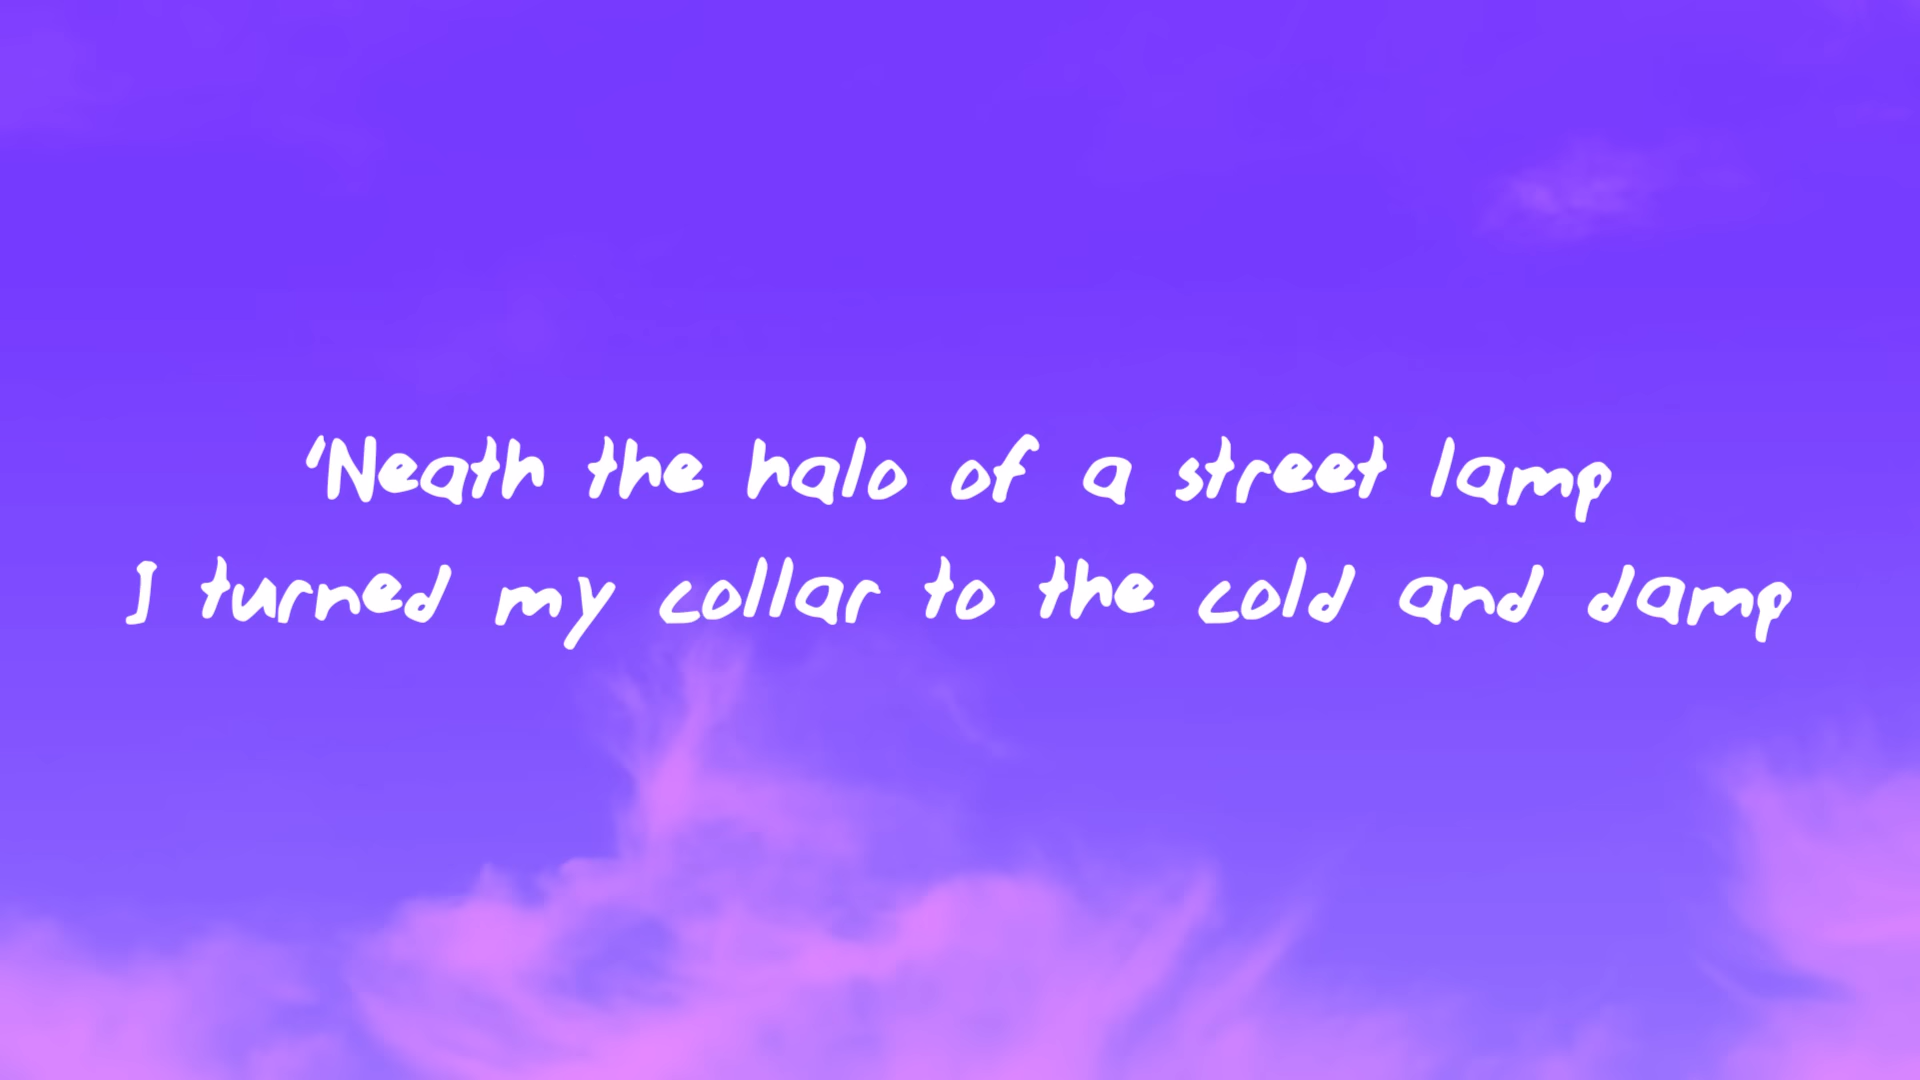 'Neath the halo of a street lamp
I turned my collar to the cold and damp